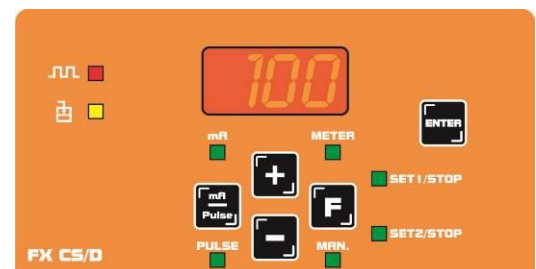 100
mA
METER
ENTER
+
SET1/STOP
mA
Pulse
F
-
SET2/STOP
PULSE
MAN.
FX CS/D